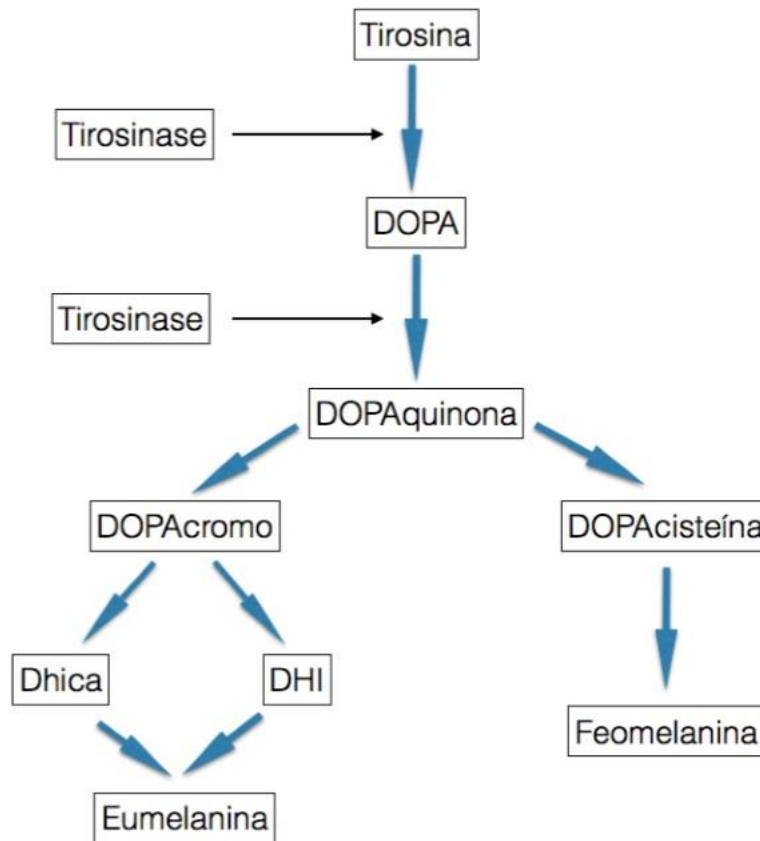 Tirosina
Tirosinase
DOPA
Tirosinase
DOPAquinona
DOPAcromo
DOPAcisteína
Dhica
DHI
Feomelanina
Eumelanina